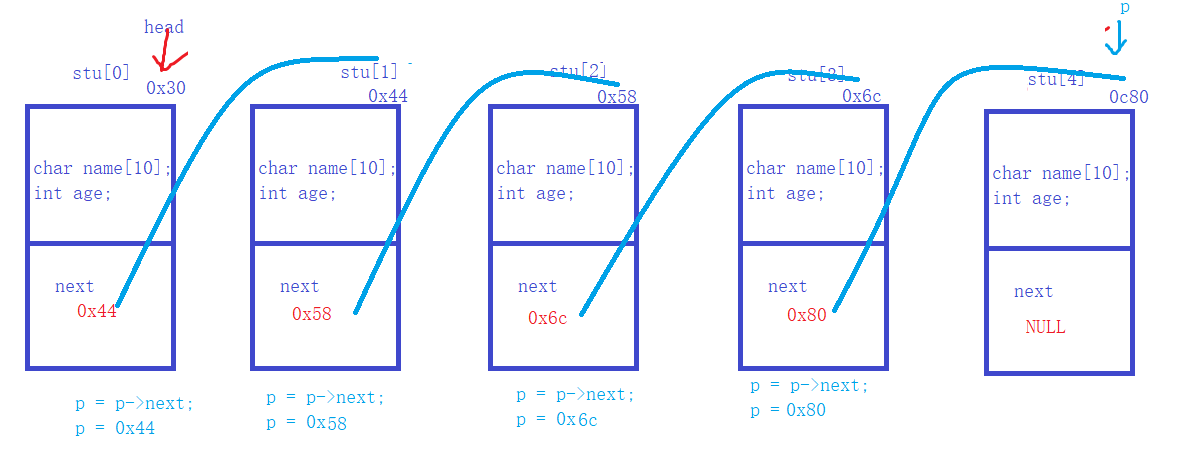 head
stu[0]
0x30
char name[10];
int age;
next
0x44
p = p->next;
p = 0x44
stu[1]
0x44
char name[10];
int age;
next
0x58
p = p->next;
p = 0x58
stu[2]
0x58
char name[10];
int age;
next
0x6c
p = p->next;
p = 0x6c
stu[3]
0x6c
char name[10];
int age;
next
0x80
p = p->next;
p = 0x80
p
stu[4]
0c80
char name[10];
int age;
next
NULL